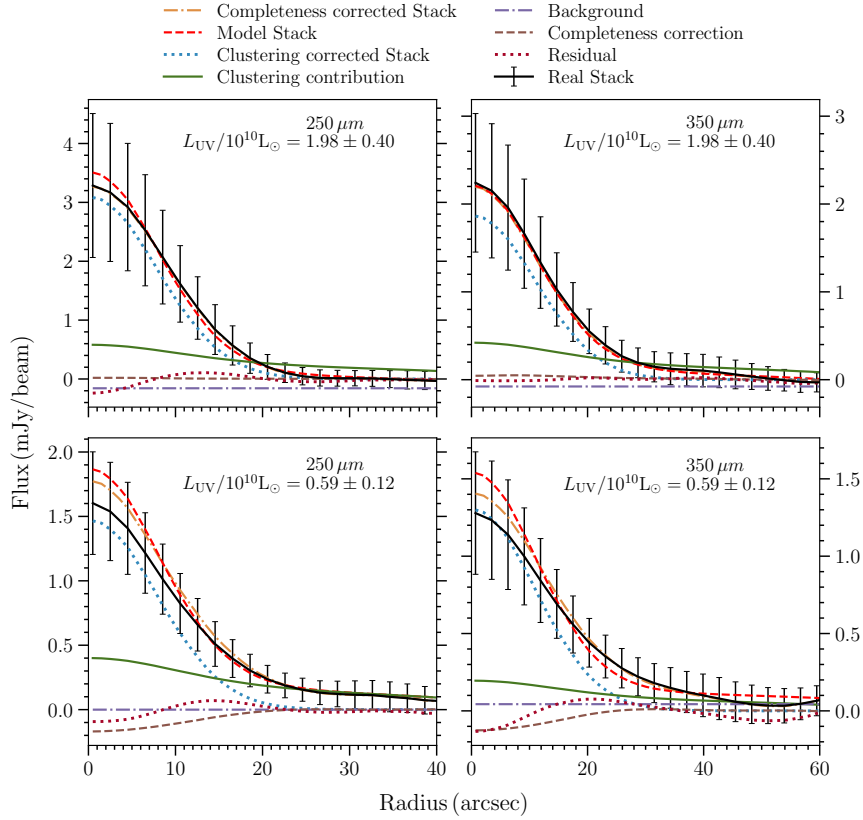 Completeness corrected Stack
Model Stack
Clustering corrected Stack
Clustering contribution
Background
Completeness correction
Residual
Real Stack
250 μm
L_UV/10^10 L_⊙ = 1.98 ± 0.40
4
3
2
1
0
350 μm
L_UV/10^10 L_⊙ = 1.98 ± 0.40
3
2
1
0
Flux (mJy/beam)
250 μm
L_UV/10^10 L_⊙ = 0.59 ± 0.12
2.0
1.5
1.0
0.5
0.0
0 10 20 30 40
350 μm
L_UV/10^10 L_⊙ = 0.59 ± 0.12
1.5
1.0
0.5
0.0
0 20 40 60
Radius (arcsec)